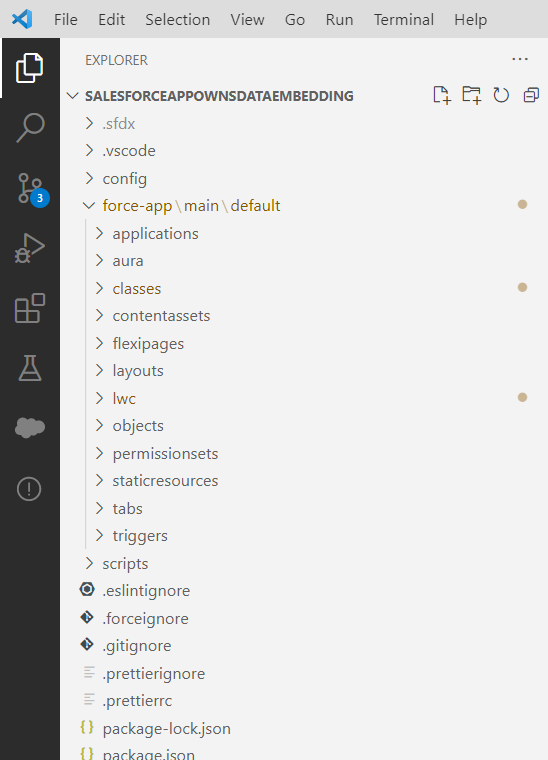 File Edit Selection View Go Run Terminal Help
EXPLORER
SALESFORCEAPPOWNSDATAEMBEDDING
.sfdx
.vscode
3
config
force-app\main\default
applications
aura
classes
contentassets
flexipages
layouts
lwc
objects
permissionsets
staticresources
tabs
triggers
scripts
.eslintignore
.forceignore
.gitignore
.prettierignore
.prettierrc
{} package-lock.json
{} package.json